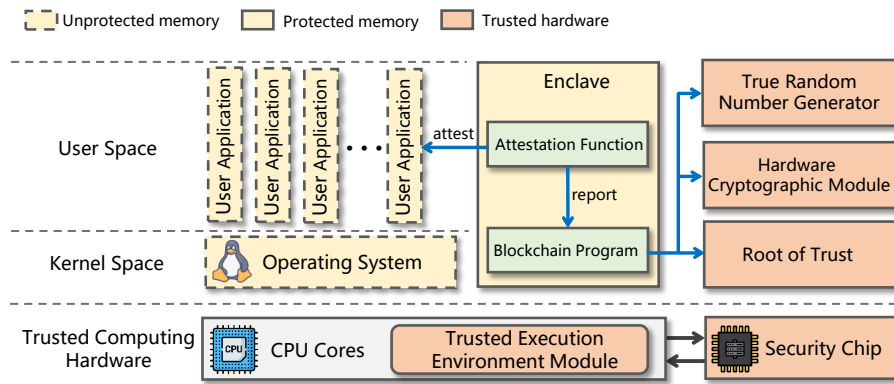 Unprotected memory
Protected memory
Trusted hardware
User Space
User Application
User Application
User Application
...
User Application
attest
Enclave
Attestation Function
report
Blockchain Program
True Random
Number Generator
Hardware
Cryptographic Module
Root of Trust
Kernel Space
Operating System
Trusted Computing
Hardware
CPU
CPU Cores
Trusted Execution
Environment Module
Security Chip